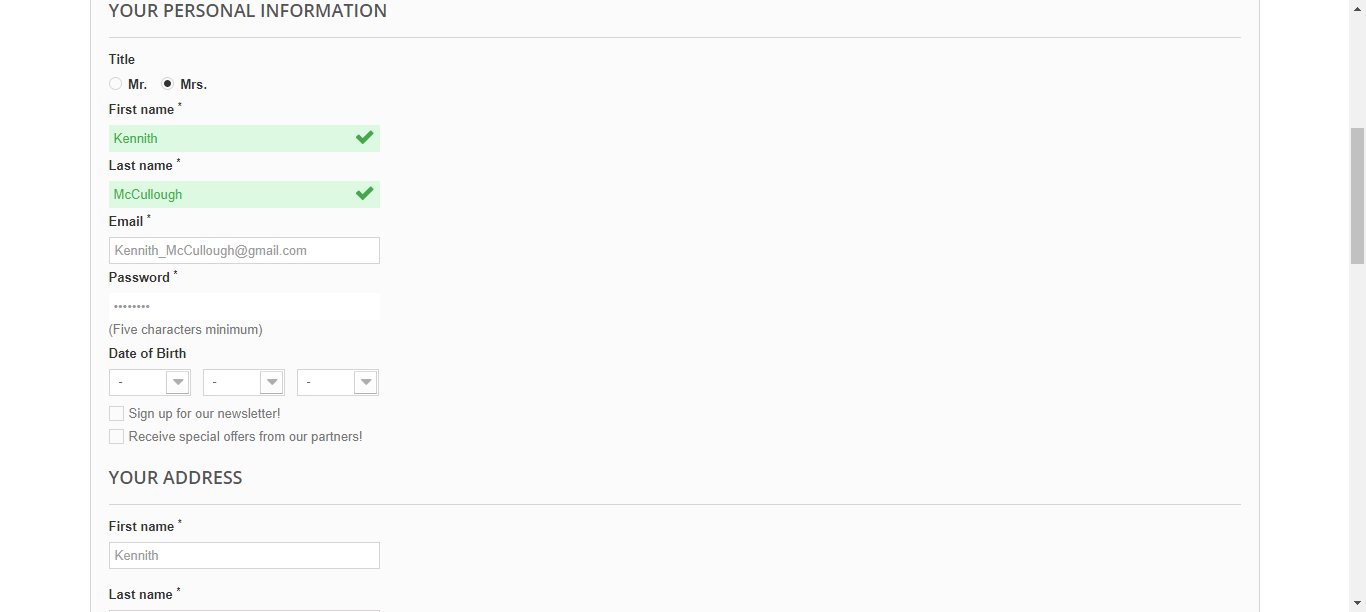 YOUR PERSONAL INFORMATION
Title
Mr. Mrs.
First name *
Kennith
Last name *
McCullough
Email *
Kennith_McCullough@gmail.com
Password *
••••••••
(Five characters minimum)
Date of Birth
- - -
Sign up for our newsletter!
Receive special offers from our partners!
YOUR ADDRESS
First name *
Kennith
Last name *